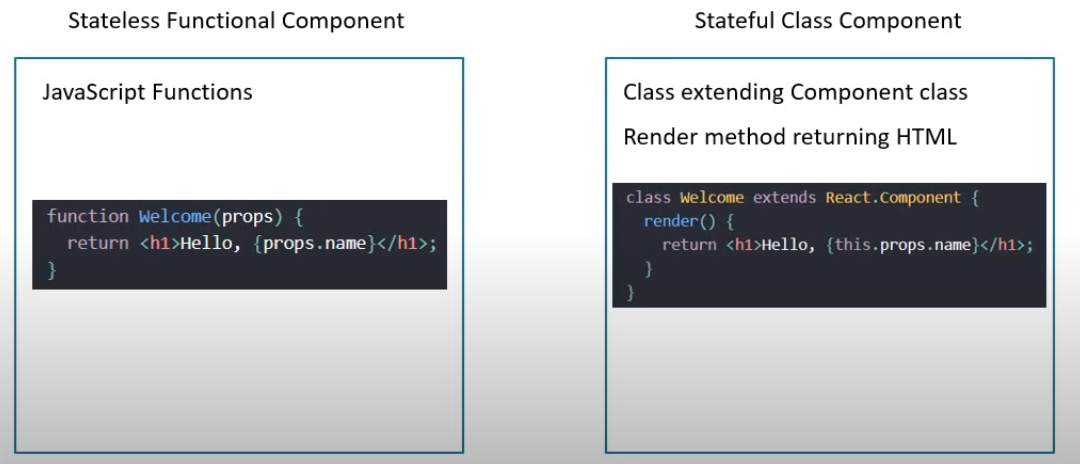 Stateless Functional Component
JavaScript Functions
function Welcome(props) {
  return <h1>Hello, {props.name}</h1>;
}
Stateful Class Component
Class extending Component class
Render method returning HTML
class Welcome extends React.Component {
  render() {
    return <h1>Hello, {this.props.name}</h1>;
  }
}